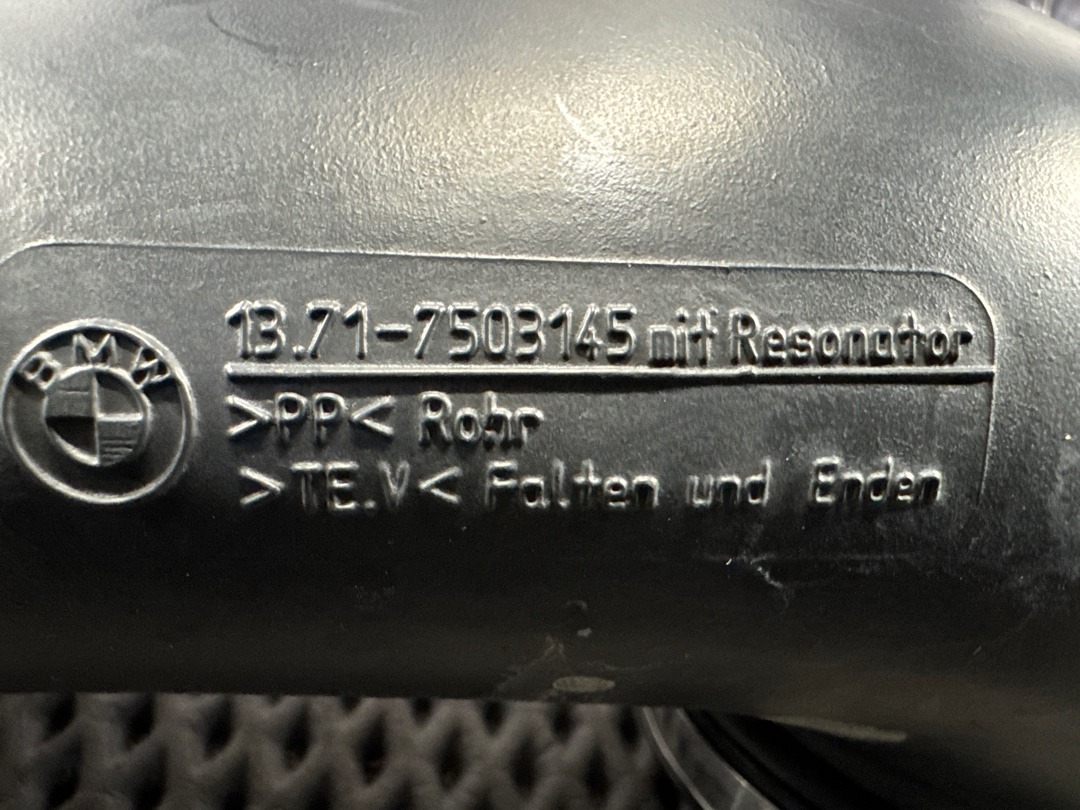 BMW
13.71-7503145 mit Resonator
>PP< Rohr
>TE.V< Falten und Enden